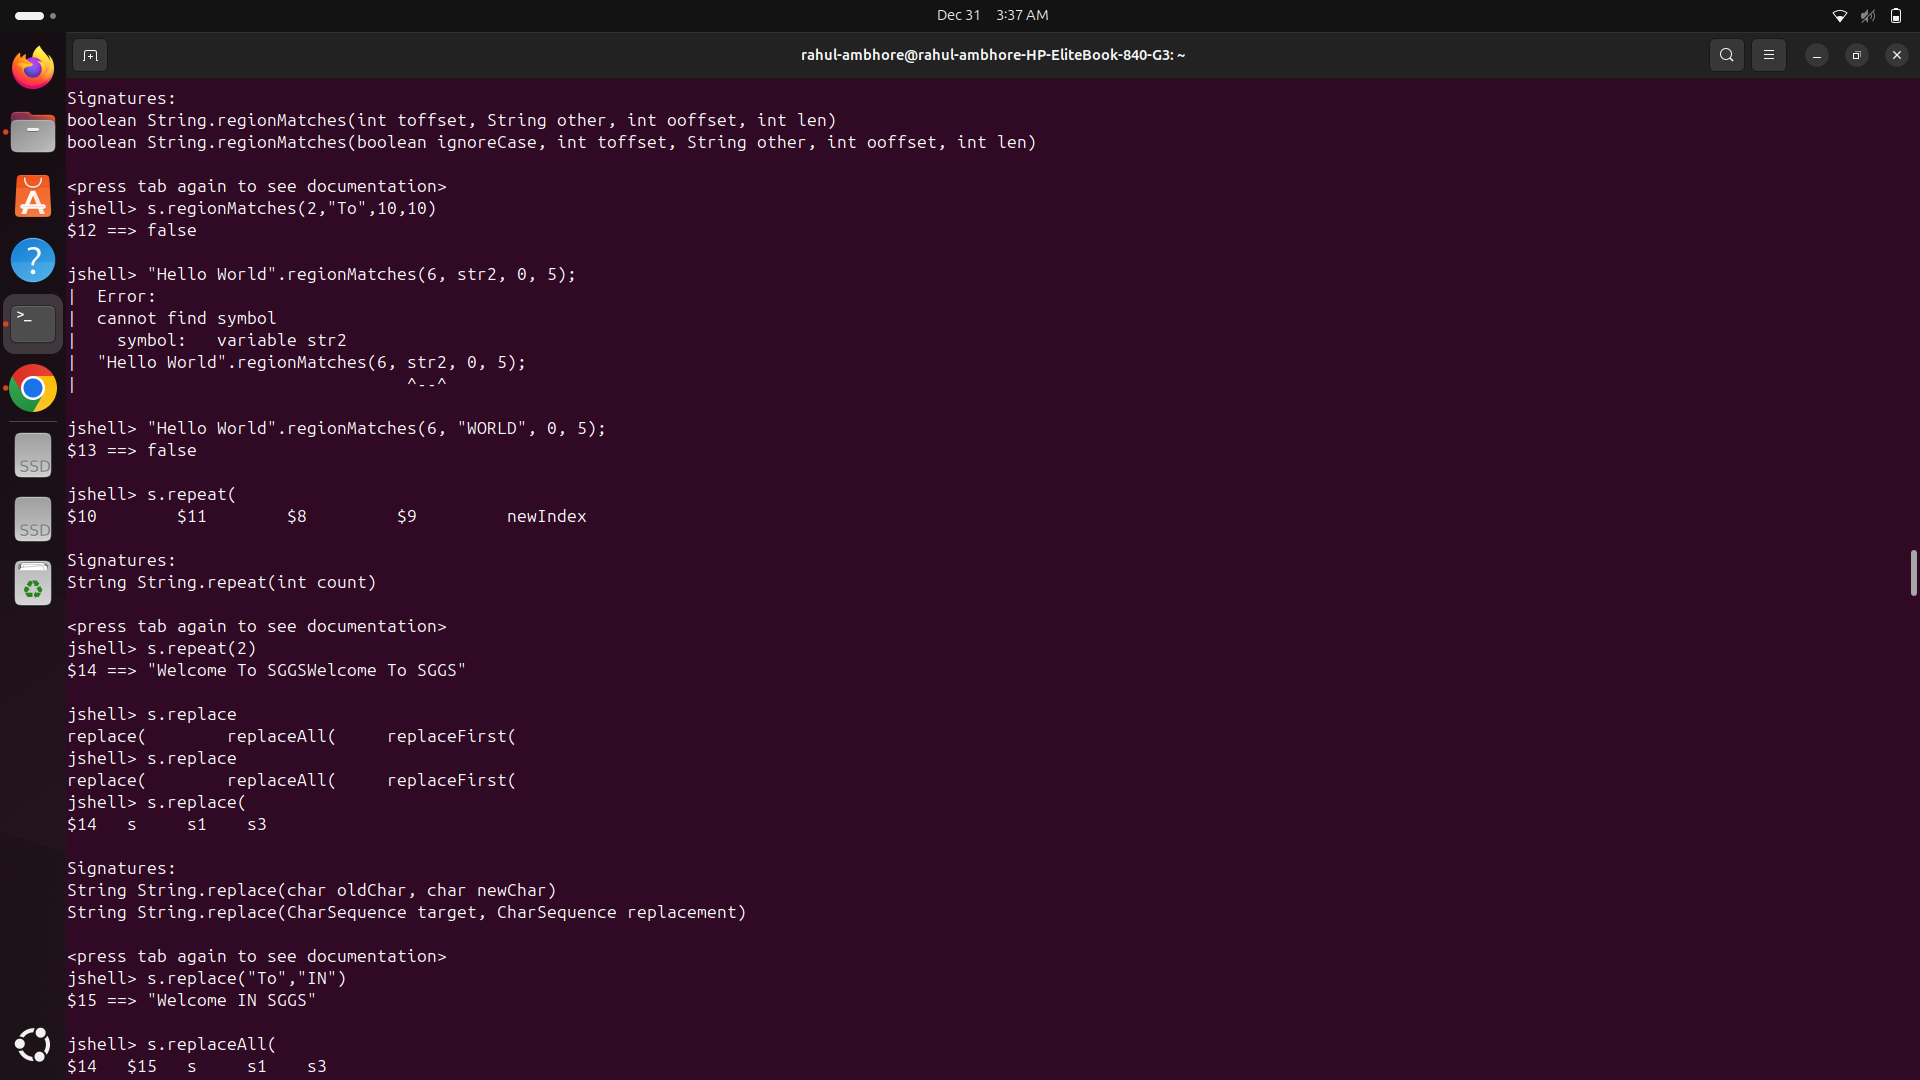 Dec 31 3:37 AM
rahul-ambhore@rahul-ambhore-HP-EliteBook-840-G3: ~
Signatures:
boolean String.regionMatches(int toffset, String other, int ooffset, int len)
boolean String.regionMatches(boolean ignoreCase, int toffset, String other, int ooffset, int len)
<press tab again to see documentation>
jshell> s.regionMatches(2,"To",10,10)
$12 ==> false
jshell> "Hello World".regionMatches(6, str2, 0, 5);
|  Error:
|  cannot find symbol
|    symbol:   variable str2
|  "Hello World".regionMatches(6, str2, 0, 5);
|                                 ^--^
jshell> "Hello World".regionMatches(6, "WORLD", 0, 5);
$13 ==> false
jshell> s.repeat(
$10        $11        $8         $9         newIndex
Signatures:
String String.repeat(int count)
<press tab again to see documentation>
jshell> s.repeat(2)
$14 ==> "Welcome To SGGSWelcome To SGGS"
jshell> s.replace
replace(        replaceAll(     replaceFirst(
jshell> s.replace
replace(        replaceAll(     replaceFirst(
jshell> s.replace(
$14   s     s1    s3
Signatures:
String String.replace(char oldChar, char newChar)
String String.replace(CharSequence target, CharSequence replacement)
<press tab again to see documentation>
jshell> s.replace("To","IN")
$15 ==> "Welcome IN SGGS"
jshell> s.replaceAll(
$14   $15   s     s1    s3
>_
SSD
SSD